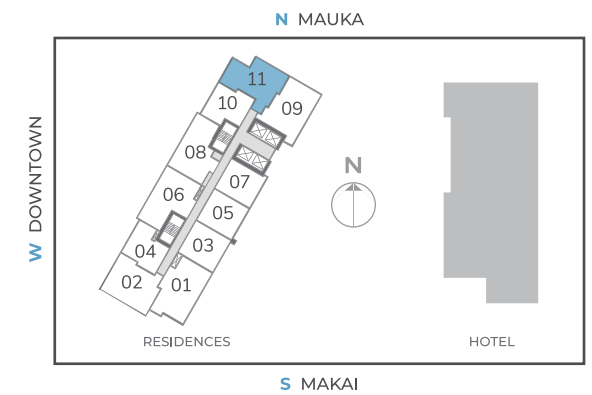 N MAUKA
W DOWNTOWN
11
10
09
08
N
07
06
05
04
03
02
01
RESIDENCES
HOTEL
S MAKAI